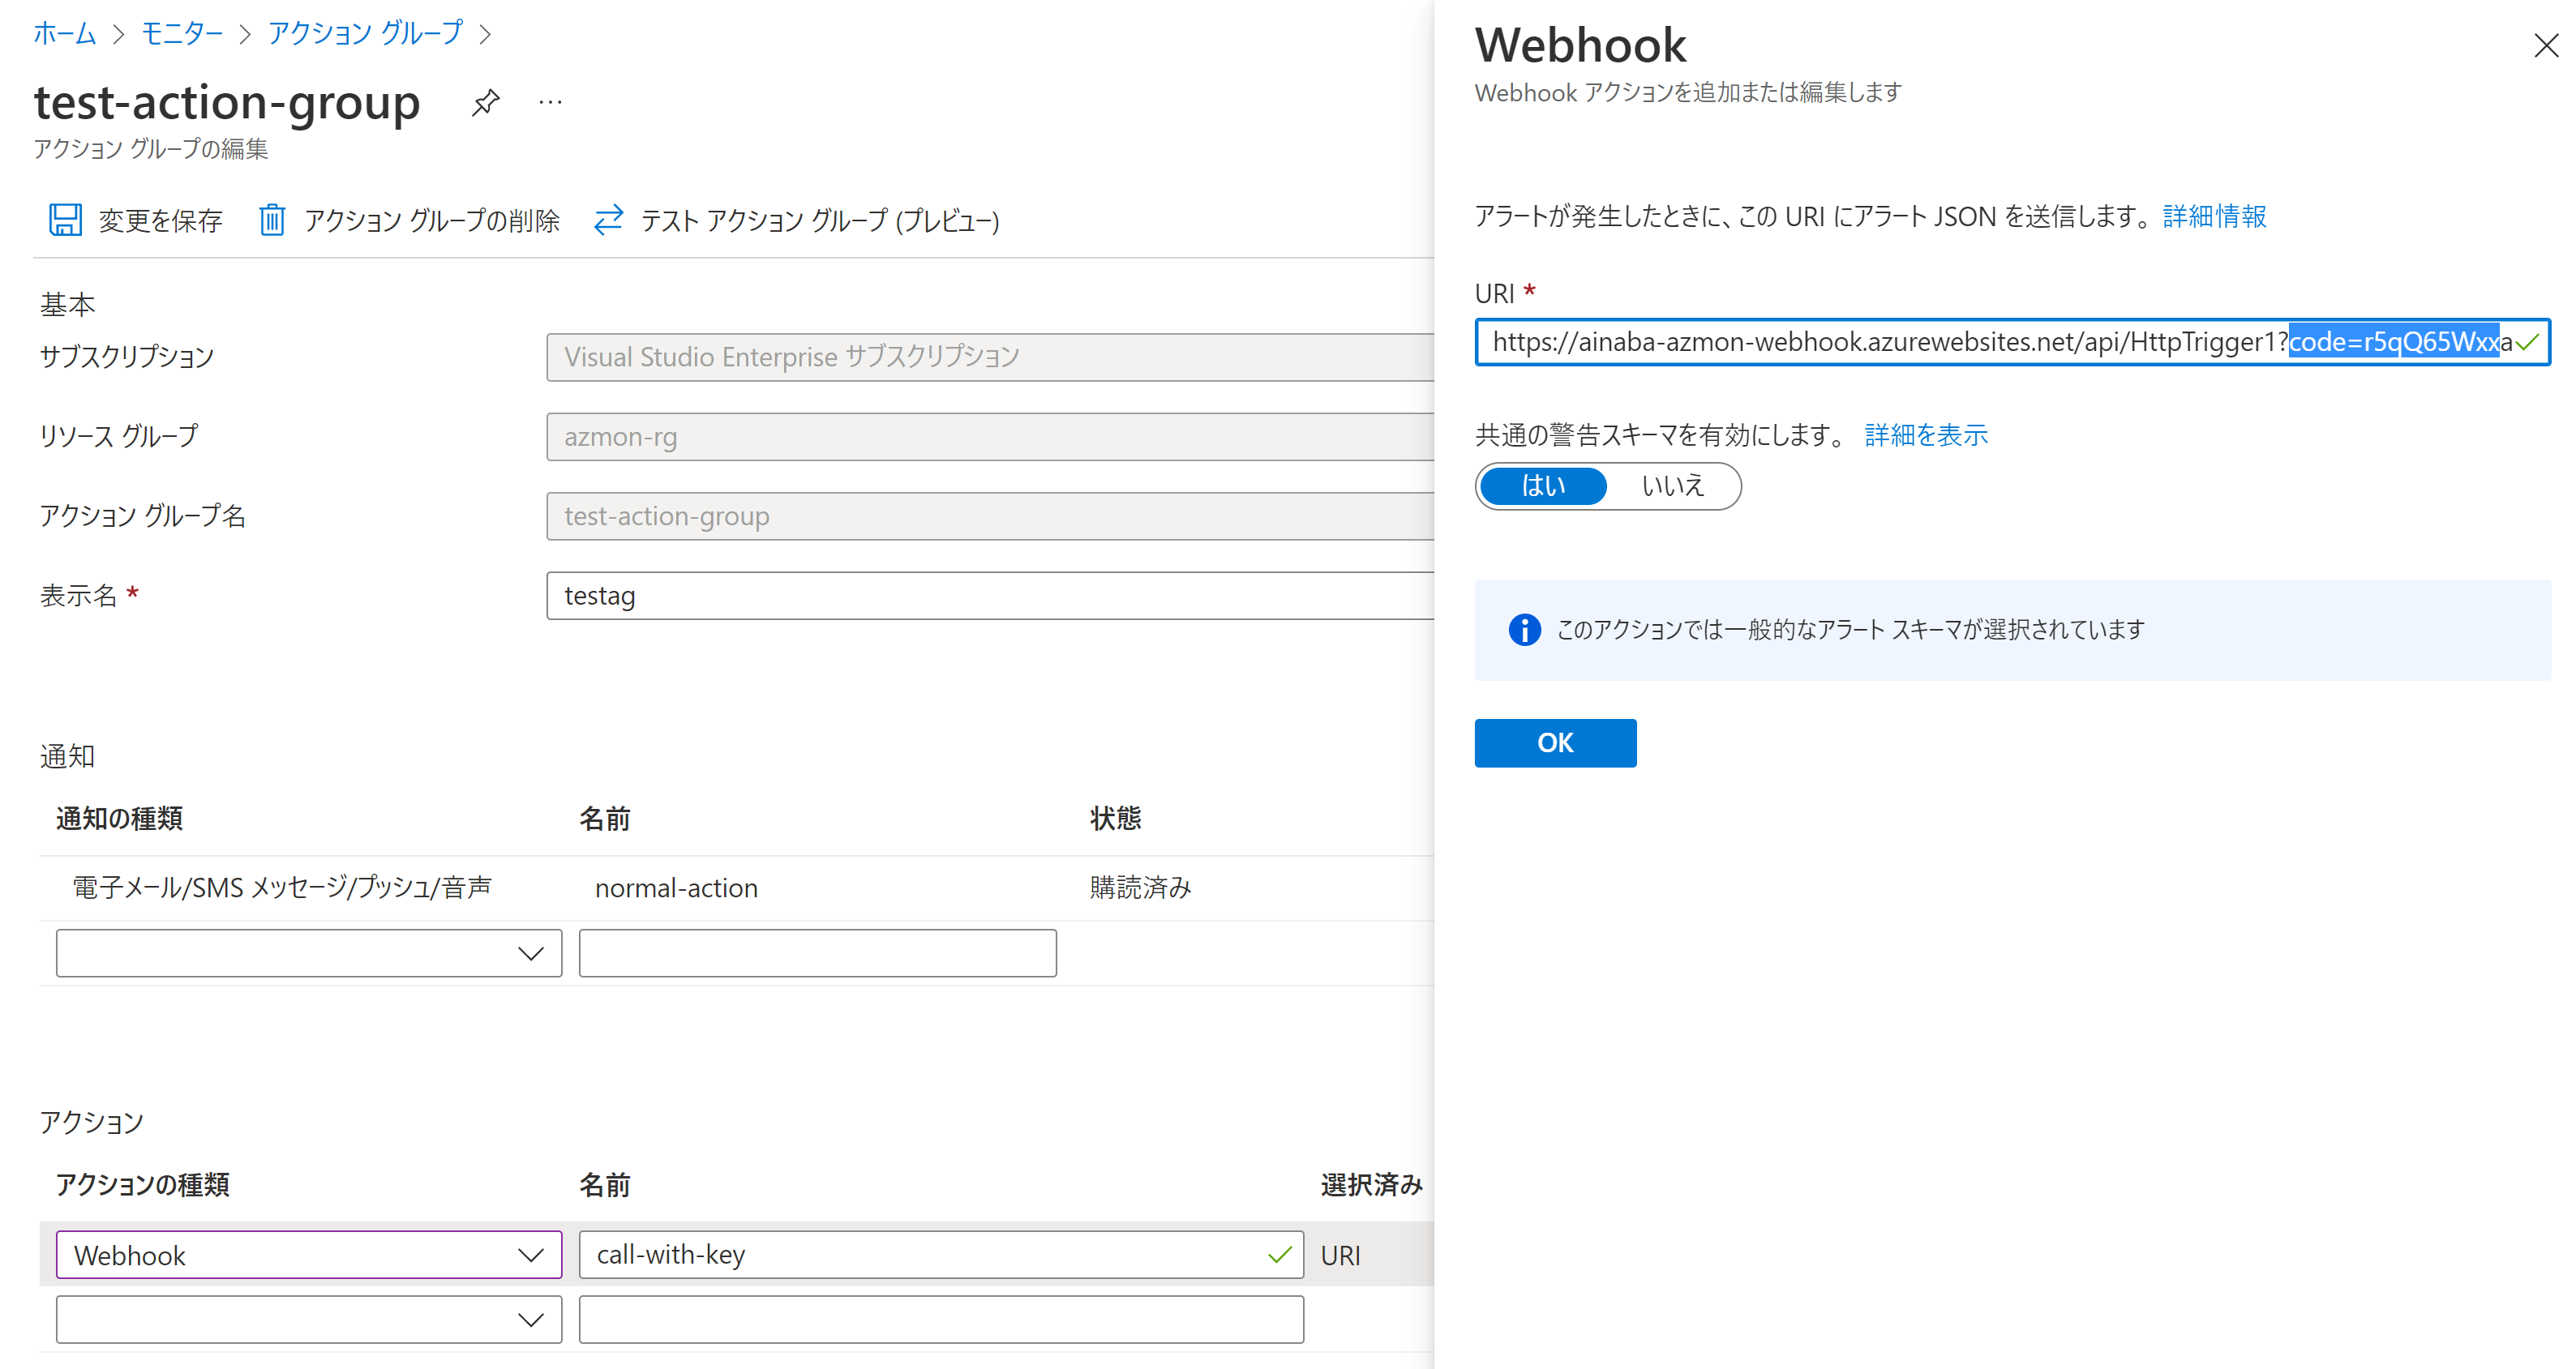 ホーム > モニター > アクション グループ >
test-action-group ...
アクション グループの編集
変更を保存 アクション グループの削除 テスト アクション グループ (プレビュー)
基本
サブスクリプション Visual Studio Enterprise サブスクリプション
リソース グループ azmon-rg
アクション グループ名 test-action-group
表示名 * testag
通知
通知の種類 名前 状態
電子メール/SMS メッセージ/プッシュ/音声 normal-action 購読済み
アクション
アクションの種類 名前 選択済み
Webhook call-with-key URI
Webhook
Webhook アクションを追加または編集します
アラートが発生したときに、この URI にアラート JSON を送信します。 詳細情報
URI *
https://ainaba-azmon-webhook.azurewebsites.net/api/HttpTrigger1?code=r5qQ65Wxxa
共通の警告スキーマを有効にします。 詳細を表示
はい いいえ
このアクションでは一般的なアラート スキーマが選択されています
OK